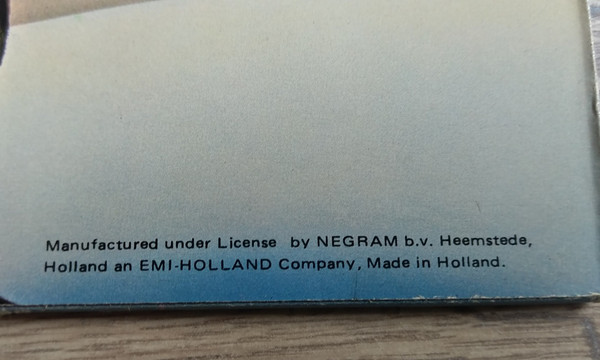 Manufactured under License by NEGRAM b.v. Heemstede,
Holland an EMI-HOLLAND Company, Made in Holland.